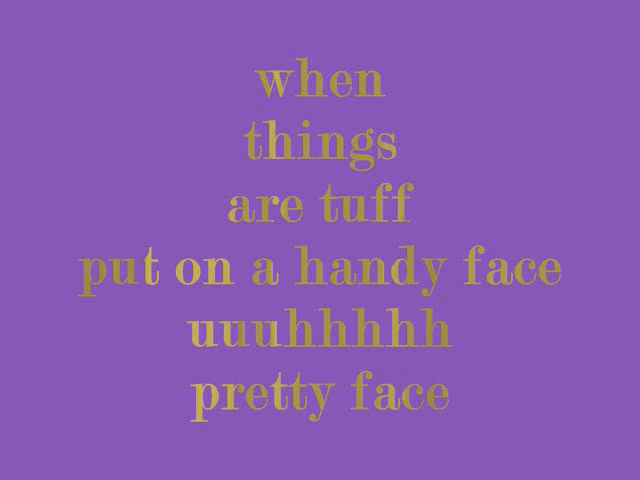 when
things
are tuff
put on a handy face
uuuhhhhh
pretty face